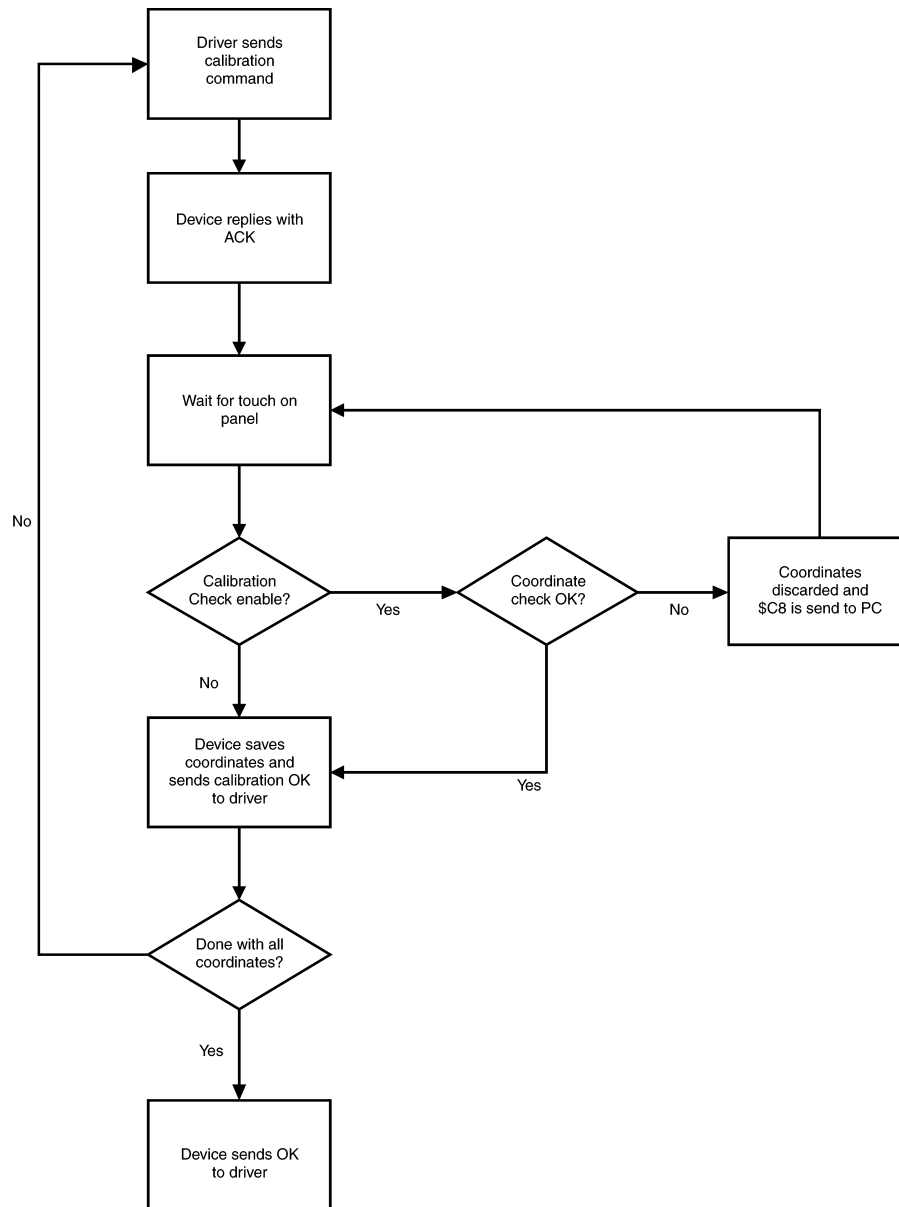 Driver sends
calibration
command
Device replies with
ACK
Wait for touch on
panel
No
Calibration
Check enable?
Yes
Coordinate
check OK?
No
Coordinates
discarded and
$C8 is send to PC
No
Device saves
coordinates and
sends calibration OK
to driver
Yes
Done with all
coordinates?
Yes
Device sends OK
to driver